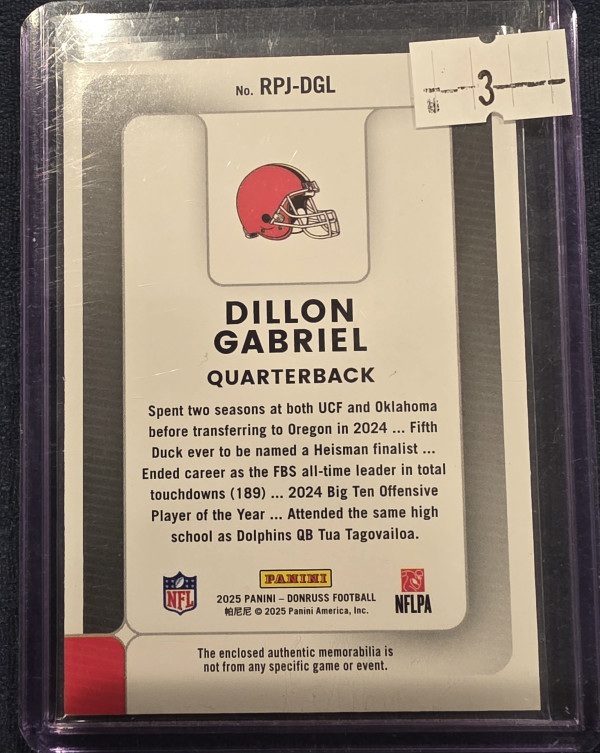 3
No. RPJ-DGL
DILLON
GABRIEL
QUARTERBACK
Spent two seasons at both UCF and Oklahoma
before transferring to Oregon in 2024 ... Fifth
Duck ever to be named a Heisman finalist ...
Ended career as the FBS all-time leader in total
touchdowns (189) ... 2024 Big Ten Offensive
Player of the Year ... Attended the same high
school as Dolphins QB Tua Tagovailoa.
NFL
PANINI
2025 PANINI – DONRUSS FOOTBALL
帕尼尼 © 2025 Panini America, Inc.
NFLPA
The enclosed authentic memorabilia is
not from any specific game or event.